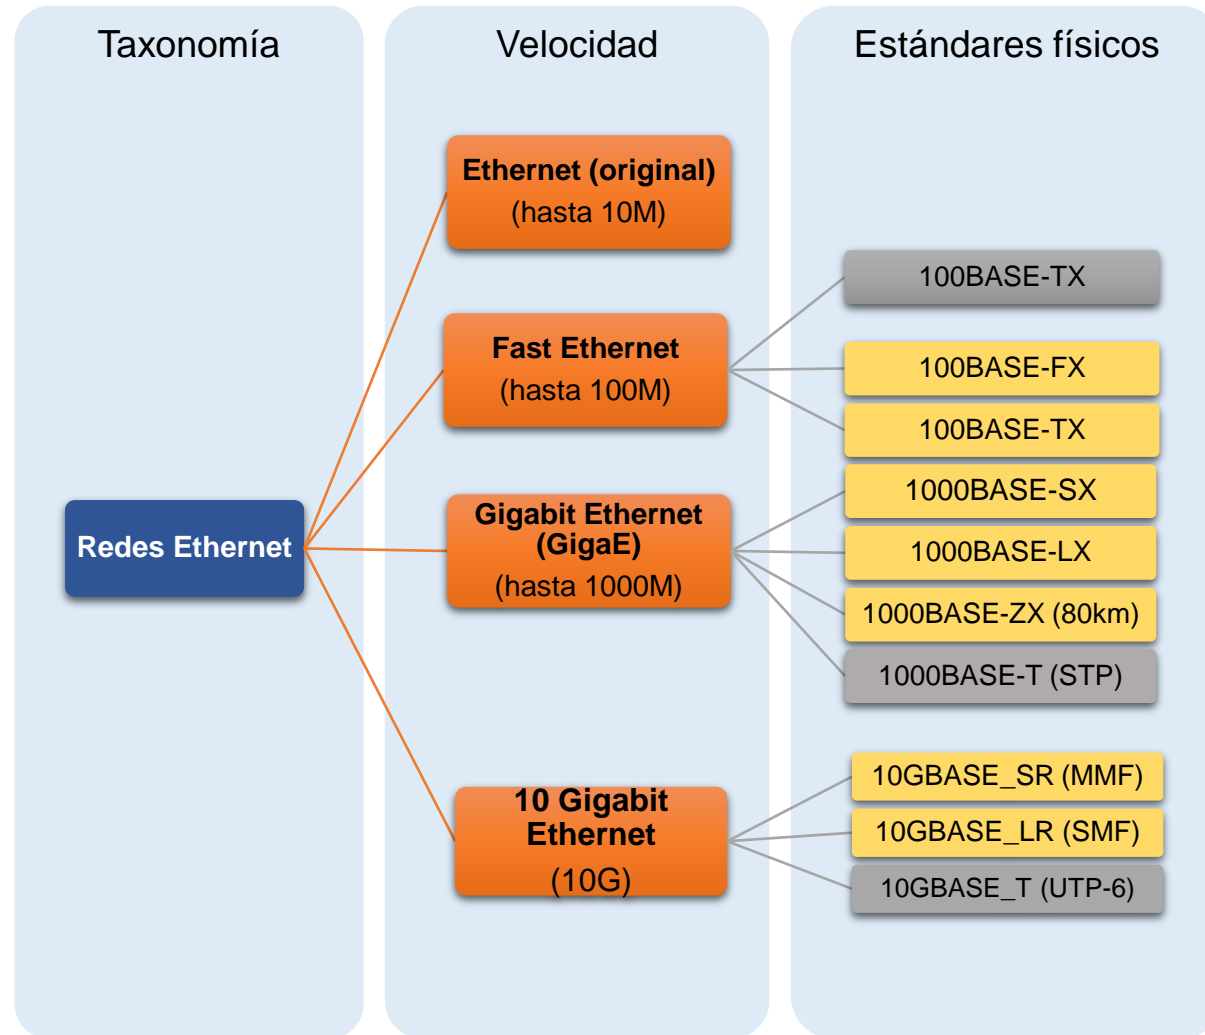 Taxonomía
Velocidad
Estándares físicos
Redes Ethernet
Ethernet (original)
(hasta 10M)
Fast Ethernet
(hasta 100M)
Gigabit Ethernet
(GigaE)
(hasta 1000M)
10 Gigabit
Ethernet
(10G)
100BASE-TX
100BASE-FX
100BASE-TX
1000BASE-SX
1000BASE-LX
1000BASE-ZX (80km)
1000BASE-T (STP)
10GBASE_SR (MMF)
10GBASE_LR (SMF)
10GBASE_T (UTP-6)